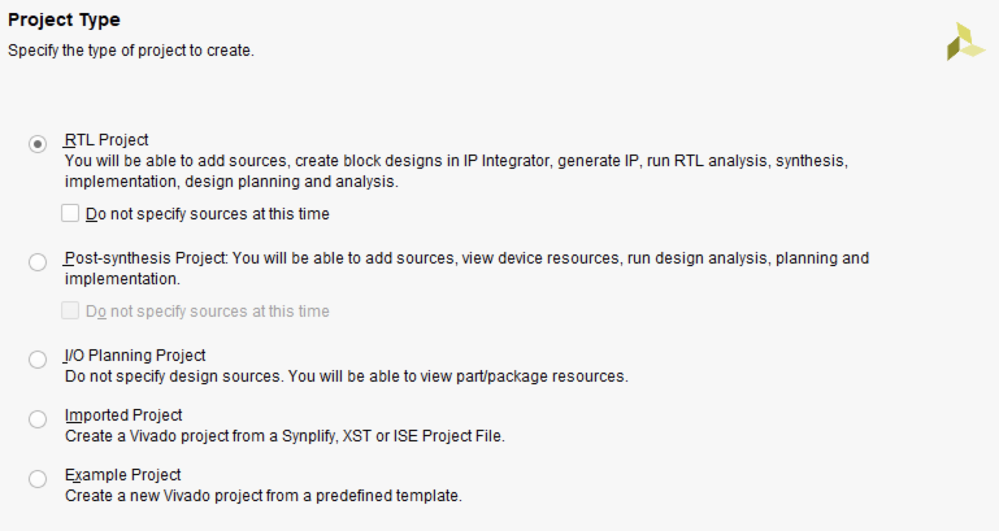 Project Type
Specify the type of project to create.
RTL Project
You will be able to add sources, create block designs in IP Integrator, generate IP, run RTL analysis, synthesis,
implementation, design planning and analysis.
Do not specify sources at this time
Post-synthesis Project: You will be able to add sources, view device resources, run design analysis, planning and
implementation.
Do not specify sources at this time
I/O Planning Project
Do not specify design sources. You will be able to view part/package resources.
Imported Project
Create a Vivado project from a Synplify, XST or ISE Project File.
Example Project
Create a new Vivado project from a predefined template.